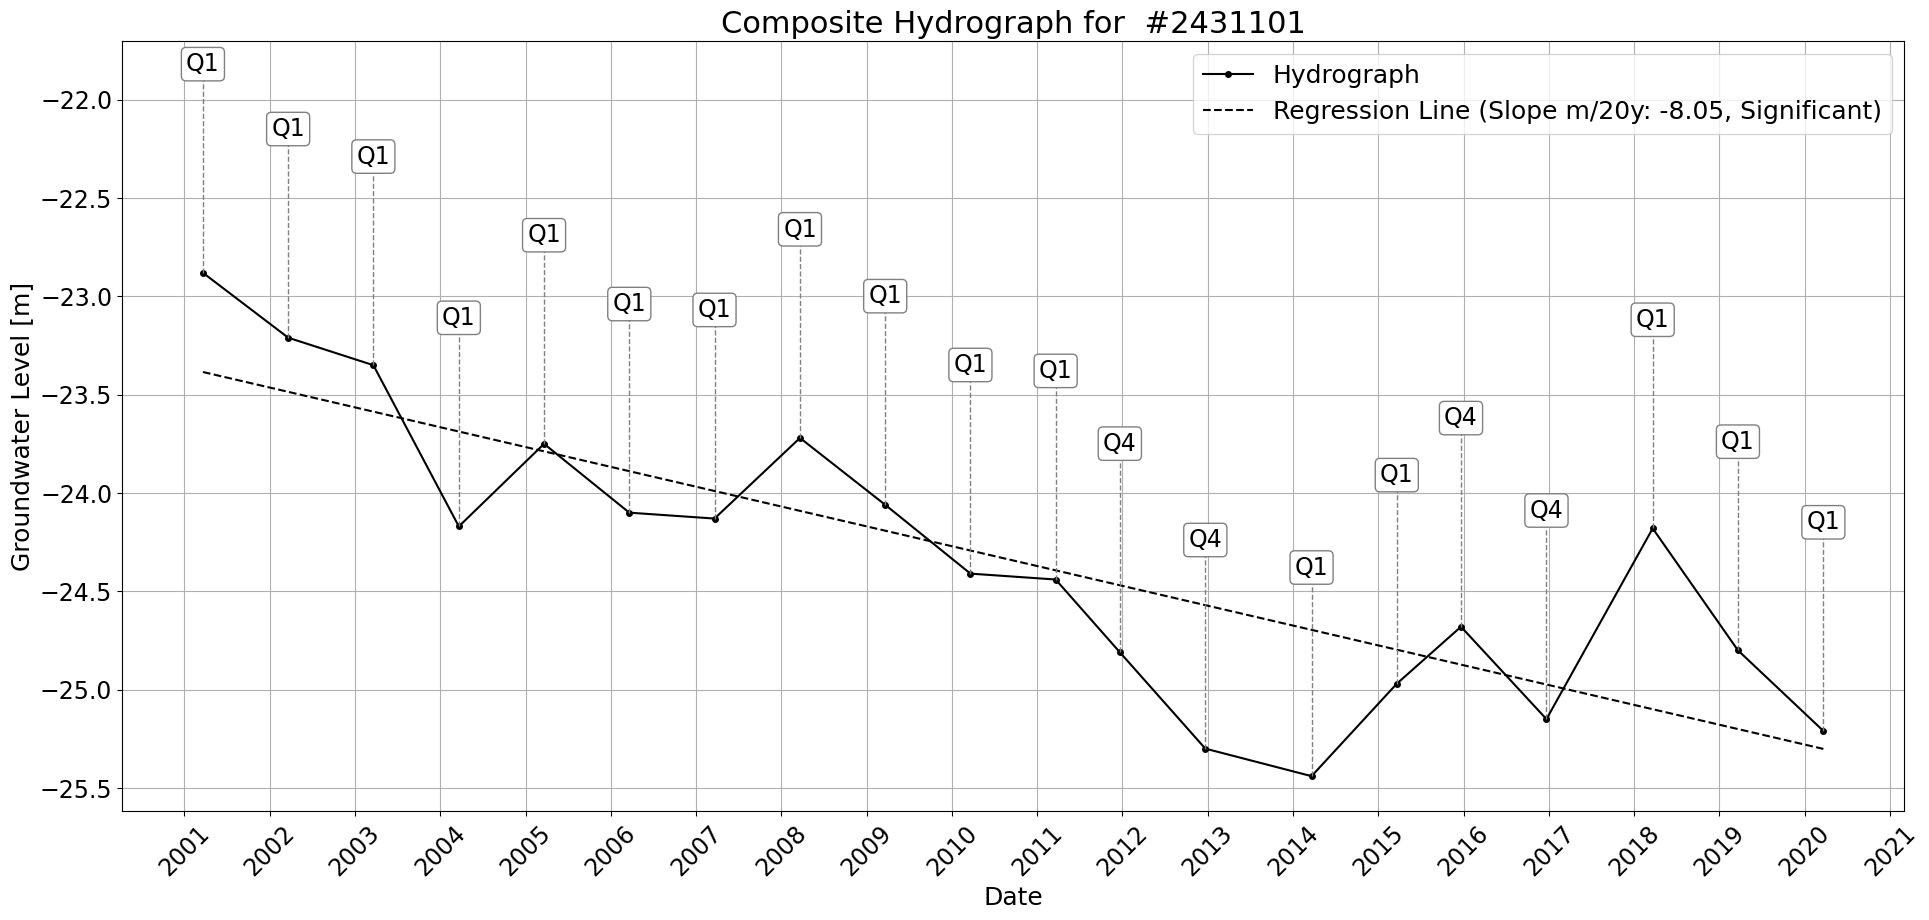 Composite Hydrograph for  #2431101
Hydrograph
Regression Line (Slope m/20y: -8.05, Significant)
Groundwater Level [m]
−22.0
−22.5
−23.0
−23.5
−24.0
−24.5
−25.0
−25.5
Q1
Q1
Q1
Q1
Q1
Q1
Q1
Q1
Q1
Q1
Q1
Q4
Q4
Q1
Q1
Q4
Q4
Q1
Q1
Q1
2001
2002
2003
2004
2005
2006
2007
2008
2009
2010
2011
2012
2013
2014
2015
2016
2017
2018
2019
2020
2021
Date